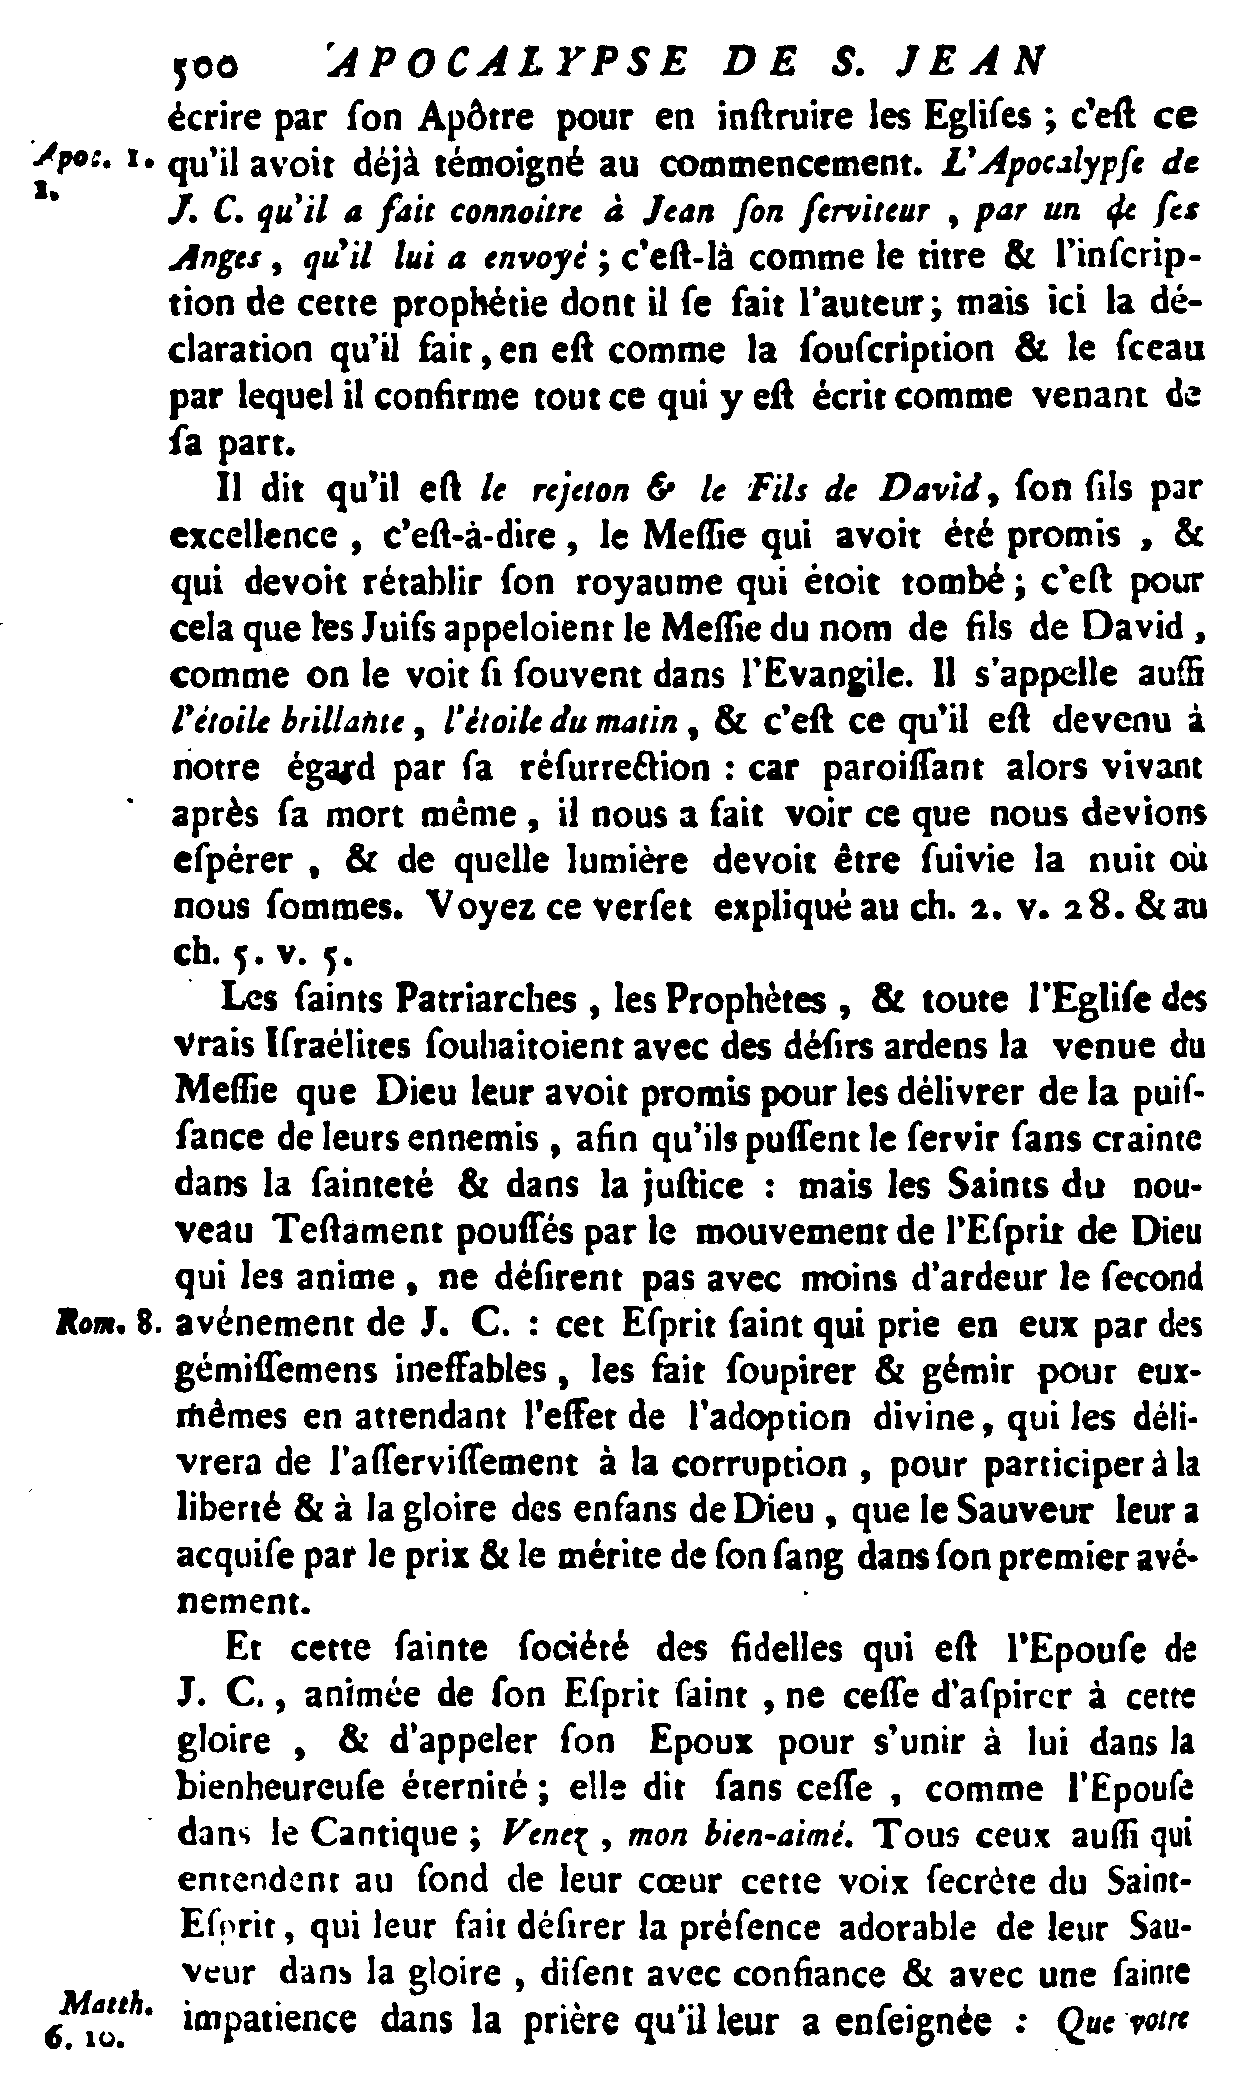 500 APOCALYPSE DE S. JEAN
écrire par ſon Apôtre pour en inſtruire les Egliſes ; c'eſt ce
Apoc. 1. qu'il avoit déjà témoigné au commencement. L'Apocalypſe de
1.
J. C. qu'il a fait connoitre à Jean ſon ſerviteur , par un de ſes
Anges, qu'il lui a envoyé ; c'eſt-là comme le titre & l'inſcrip-
tion de cette prophétie dont il ſe fait l'auteur; mais ici la dé-
claration qu'il fait, en eſt comme la ſouſcription & le ſceau
par lequel il confirme tout ce qui y eſt écrit comme venant de
ſa part.
Il dit qu'il eſt le rejeton & le Fils de David, ſon fils par
excellence , c'eſt-à-dire , le Meſſie qui avoit été promis , &
qui devoit rétablir ſon royaume qui étoit tombé ; c'eſt pour
cela que les Juifs appeloient le Meſſie du nom de fils de David ,
comme on le voit ſi ſouvent dans l'Evangile. Il s'appelle auſſi
l'étoile brillante , l'étoile du matin , & c'eſt ce qu'il eſt devenu à
notre égard par ſa réſurrection : car paroiſſant alors vivant
après ſa mort même , il nous a fait voir ce que nous devions
eſpérer , & de quelle lumière devoit être ſuivie la nuit où
nous ſommes. Voyez ce verſet expliqué au ch. 2. v. 28. & au
ch. 5. v. 5.
Les ſaints Patriarches , les Prophètes , & toute l'Egliſe des
vrais Iſraélites ſouhaitoient avec des déſirs ardens la venue du
Meſſie que Dieu leur avoit promis pour les délivrer de la puiſ-
ſance de leurs ennemis , afin qu'ils puſſent le ſervir ſans crainte
dans la ſainteté & dans la juſtice : mais les Saints du nou-
veau Teſtament pouſſés par le mouvement de l'Eſprit de Dieu
qui les anime , ne déſirent pas avec moins d'ardeur le ſecond
Rom. 8. avénement de J. C. : cet Eſprit ſaint qui prie en eux par des
gémiſſemens ineffables , les fait ſoupirer & gémir pour eux-
mêmes en attendant l'effet de l'adoption divine, qui les déli-
vrera de l'aſſerviſſement à la corruption , pour participer à la
liberté & à la gloire des enfans de Dieu , que le Sauveur leur a
acquiſe par le prix & le mérite de ſon ſang dans ſon premier avé-
nement.
Et cette ſainte ſociété des fidelles qui eſt l'Epouſe de
J. C., animée de ſon Eſprit ſaint , ne ceſſe d'aſpirer à cette
gloire , & d'appeler ſon Epoux pour s'unir à lui dans la
bienheureuſe éternité ; elle dit ſans ceſſe , comme l'Epouſe
dans le Cantique ; Venez , mon bien-aimé. Tous ceux auſſi qui
entendent au fond de leur cœur cette voix ſecrète du Saint-
Eſprit, qui leur fait déſirer la préſence adorable de leur Sau-
veur dans la gloire , diſent avec confiance & avec une ſainte
Matth. impatience dans la prière qu'il leur a enſeignée : Que votre
6. 10.